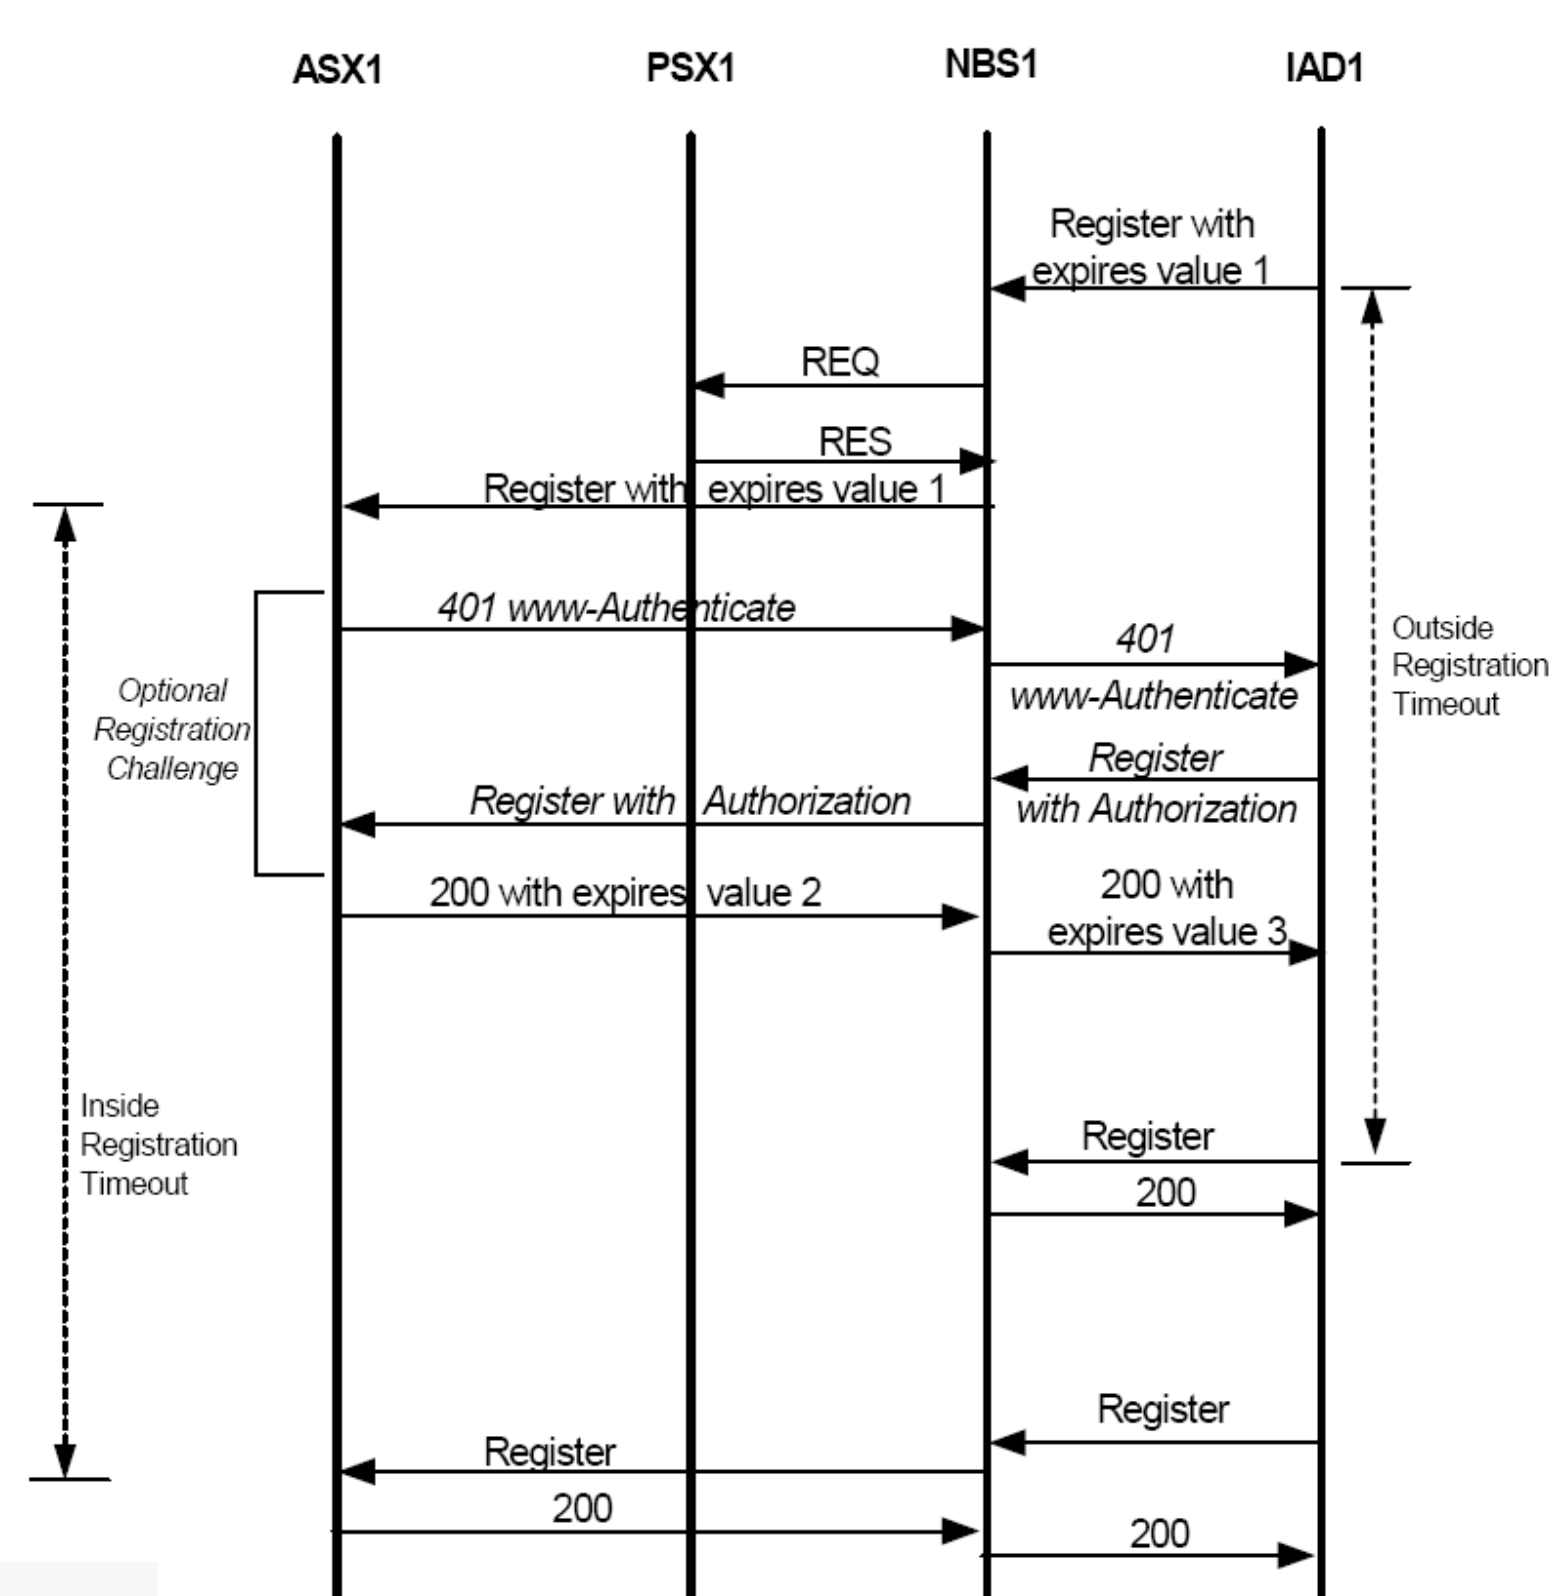 ASX1 PSX1 NBS1 IAD1
Register with
expires value 1
REQ
RES
Register with expires value 1
401 www-Authenticate
401
www-Authenticate
Outside
Registration
Timeout
Optional
Registration
Challenge
Register
with Authorization
Register with Authorization
200 with expires value 2
200 with
expires value 3
Inside
Registration
Timeout
Register
200
Register
Register
200
200